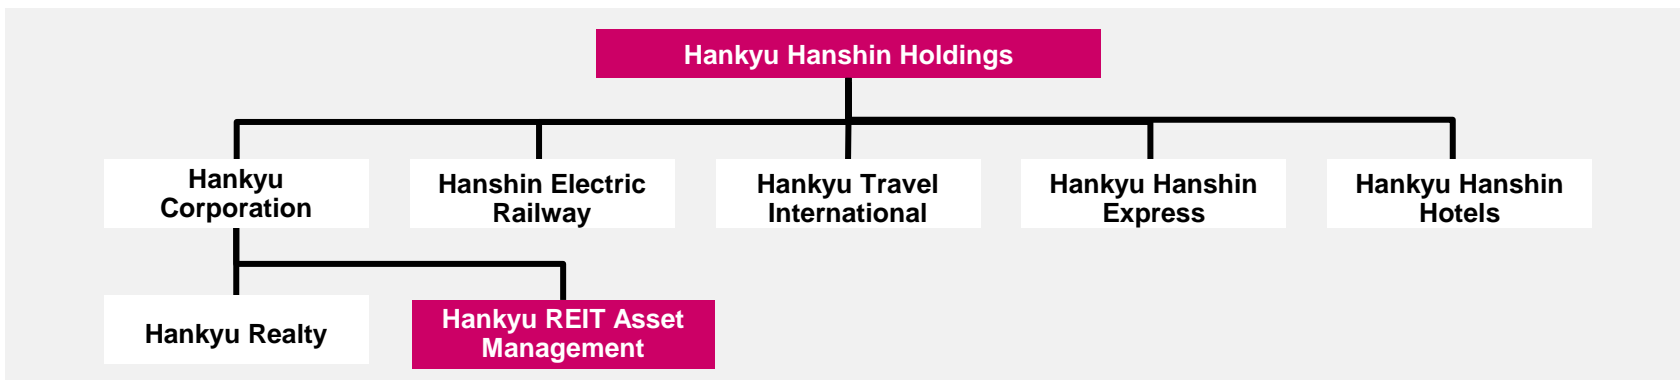 Hankyu Hanshin Holdings
Hankyu
Corporation
Hanshin Electric
Railway
Hankyu Travel
International
Hankyu Hanshin
Express
Hankyu Hanshin
Hotels
Hankyu Realty
Hankyu REIT Asset
Management